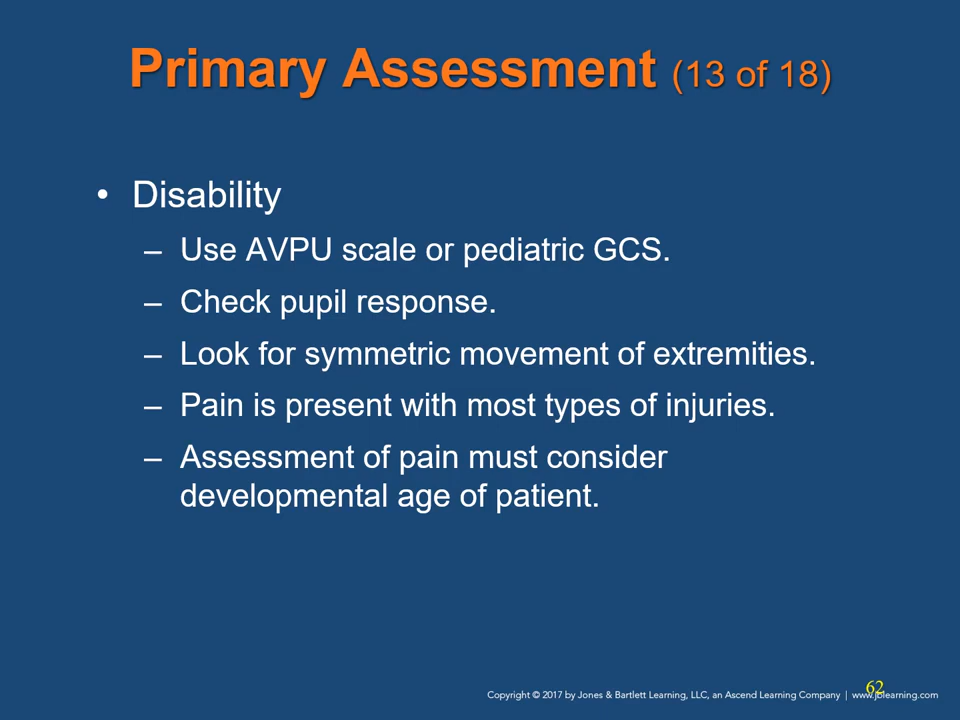 Primary Assessment (13 of 18)
• Disability
– Use AVPU scale or pediatric GCS.
– Check pupil response.
– Look for symmetric movement of extremities.
– Pain is present with most types of injuries.
– Assessment of pain must consider
developmental age of patient.
62
Copyright © 2017 by Jones & Bartlett Learning, LLC, an Ascend Learning Company | www.jblearning.com